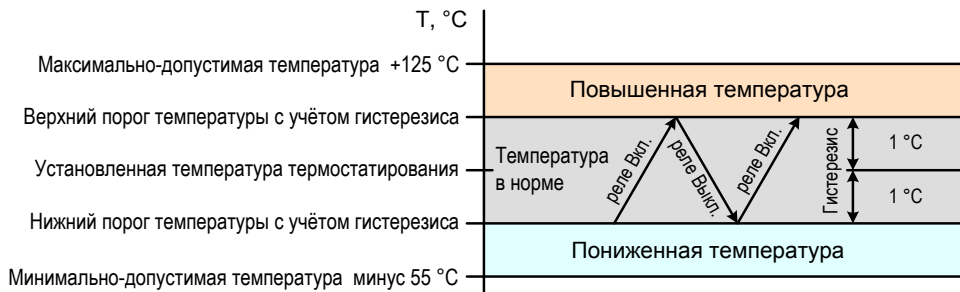 T, °C
Максимально-допустимая температура +125 °C
Повышенная температура
Верхний порог температуры с учётом гистерезиса
Установленная температура термостатирования
Температура
в норме
реле Вкл.
реле Выкл.
реле Вкл.
Гистерезис
1 °C
1 °C
Нижний порог температуры с учётом гистерезиса
Пониженная температура
Минимально-допустимая температура минус 55 °C